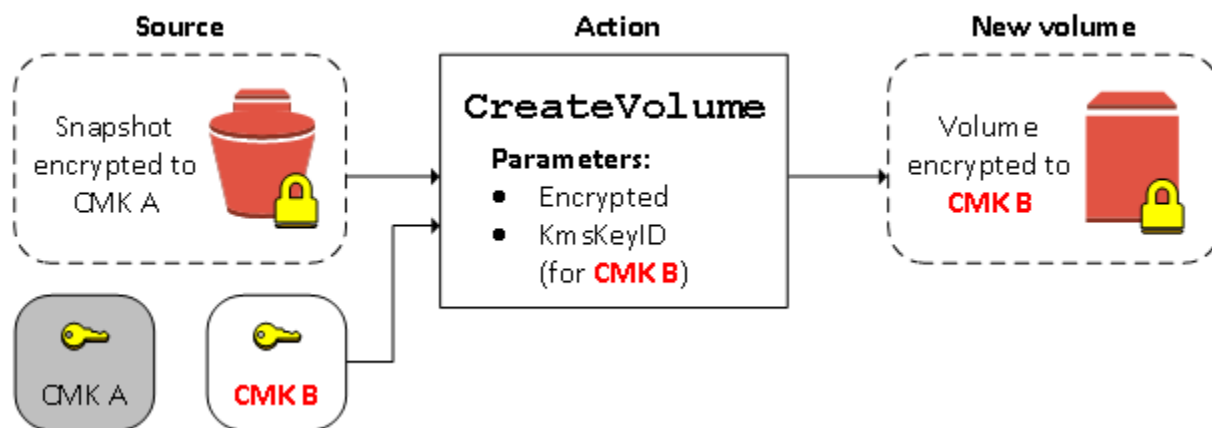 Source
Snapshot
encrypted to
CMK A
CMK A
CMK B
Action
CreateVolume
Parameters:
● Encrypted
● KmsKeyID
(for CMK B)
New volume
Volume
encrypted to
CMK B